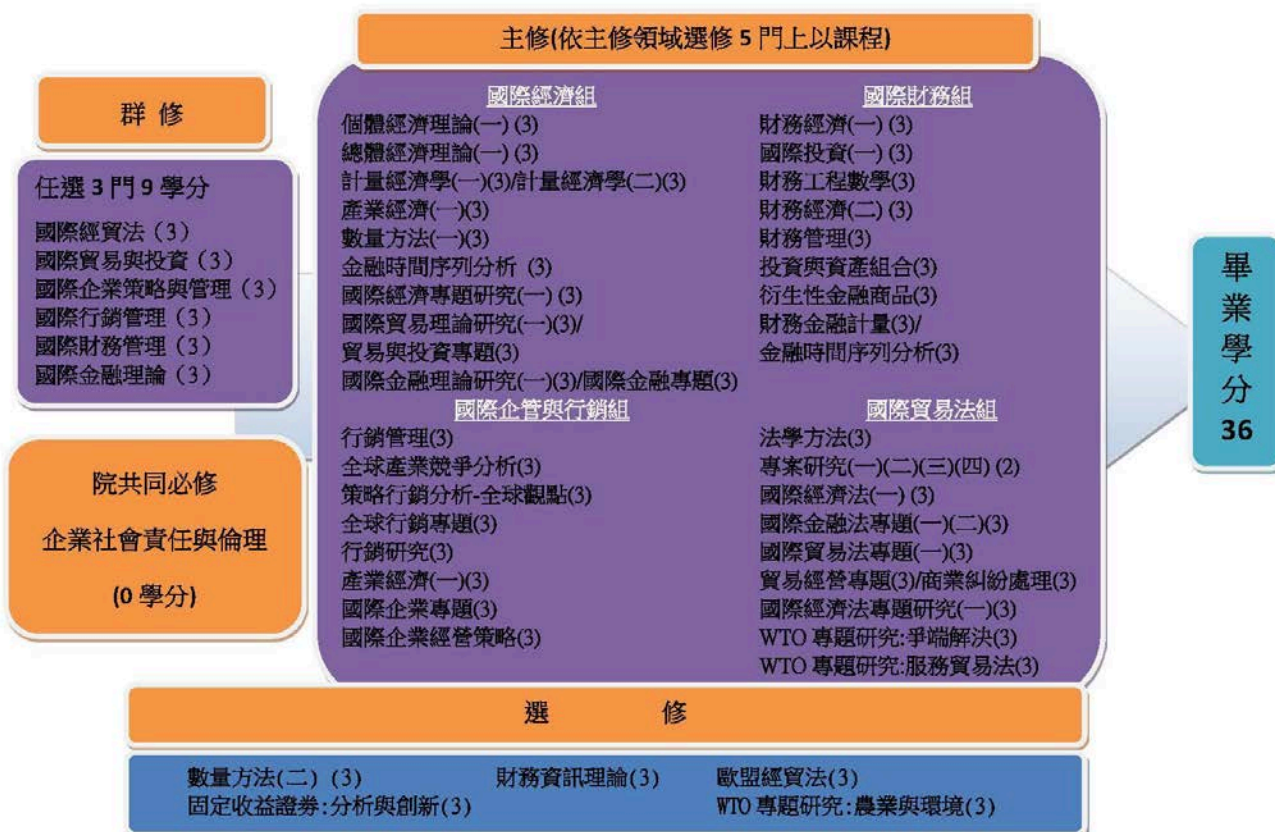 主修(依主修領域選修 5 門上以課程)
群 修
任選 3 門 9 學分
國際經貿法（3）
國際貿易與投資（3）
國際企業策略與管理（3）
國際行銷管理（3）
國際財務管理（3）
國際金融理論（3）
院共同必修
企業社會責任與倫理
(0 學分)
國際經濟組
個體經濟理論(一) (3)
總體經濟理論(一) (3)
計量經濟學(一)(3)/計量經濟學(二)(3)
產業經濟(一)(3)
數量方法(一)(3)
金融時間序列分析 (3)
國際經濟專題研究(一) (3)
國際貿易理論研究(一)(3)/
貿易與投資專題(3)
國際金融理論研究(一)(3)/國際金融專題(3)
國際財務組
財務經濟(一) (3)
國際投資(一) (3)
財務工程數學(3)
財務經濟(二) (3)
財務管理(3)
投資與資產組合(3)
衍生性金融商品(3)
財務金融計量(3)/
金融時間序列分析(3)
國際企管與行銷組
行銷管理(3)
全球產業競爭分析(3)
策略行銷分析-全球觀點(3)
全球行銷專題(3)
行銷研究(3)
產業經濟(一)(3)
國際企業專題(3)
國際企業經營策略(3)
國際貿易法組
法學方法(3)
專案研究(一)(二)(三)(四) (2)
國際經濟法(一) (3)
國際金融法專題(一)(二)(3)
國際貿易法專題(一)(3)
貿易經營專題(3)/商業糾紛處理(3)
國際經濟法專題研究(一)(3)
WTO 專題研究:爭端解決(3)
WTO 專題研究:服務貿易法(3)
畢業學分 36
選 修
數量方法(二) (3) 財務資訊理論(3) 歐盟經貿法(3)
固定收益證券:分析與創新(3) WTO 專題研究:農業與環境(3)